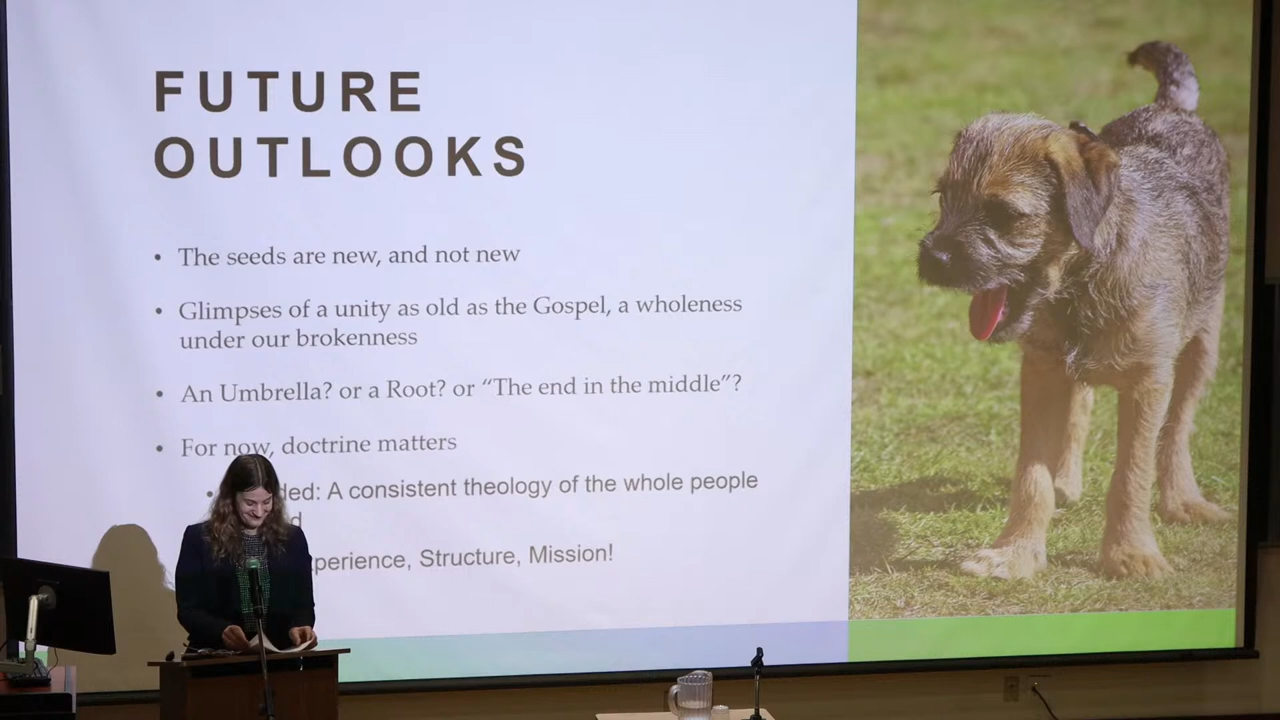 FUTURE
OUTLOOKS
• The seeds are new, and not new
• Glimpses of a unity as old as the Gospel, a wholeness
under our brokenness
• An Umbrella? or a Root? or “The end in the middle”?
• For now, doctrine matters
• ded: A consistent theology of the whole people
d
perience, Structure, Mission!